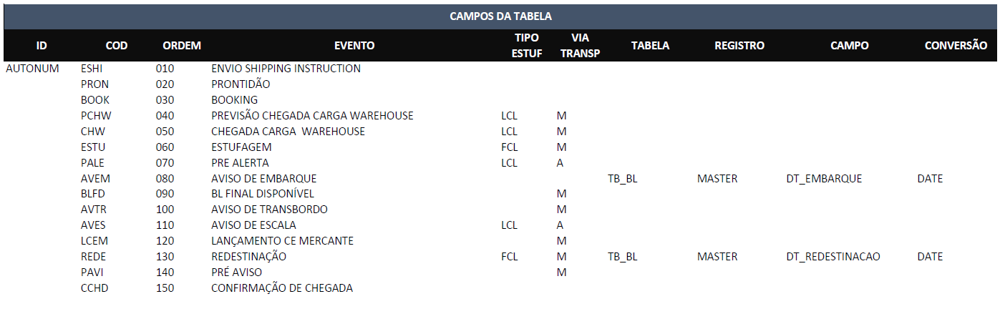 CAMPOS DA TABELA
ID COD ORDEM EVENTO TIPO ESTUF VIA TRANSP TABELA REGISTRO CAMPO CONVERSÃO
AUTONUM ESHI 010 ENVIO SHIPPING INSTRUCTION
PRON 020 PRONTIDÃO
BOOK 030 BOOKING
PCHW 040 PREVISÃO CHEGADA CARGA WAREHOUSE LCL M
CHW 050 CHEGADA CARGA WAREHOUSE LCL M
ESTU 060 ESTUFAGEM FCL M
PALE 070 PRE ALERTA LCL A
AVEM 080 AVISO DE EMBARQUE TB_BL MASTER DT_EMBARQUE DATE
BLFD 090 BL FINAL DISPONÍVEL M
AVTR 100 AVISO DE TRANSBORDO M
AVES 110 AVISO DE ESCALA LCL A
LCEM 120 LANÇAMENTO CE MERCANTE M
REDE 130 REDESTINAÇÃO FCL M TB_BL MASTER DT_REDESTINACAO DATE
PAVI 140 PRÉ AVISO M
CCHD 150 CONFIRMAÇÃO DE CHEGADA